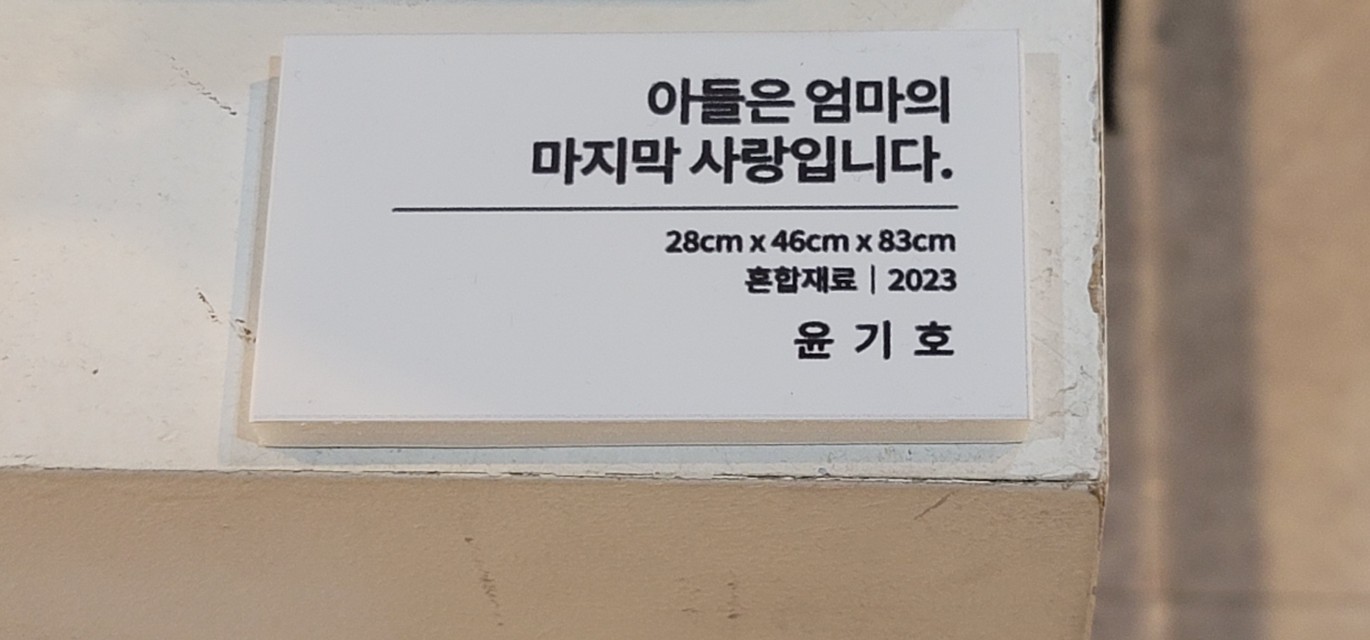 아들은 엄마의
마지막 사랑입니다.
28cm x 46cm x 83cm
혼합재료 | 2023
윤 기 호